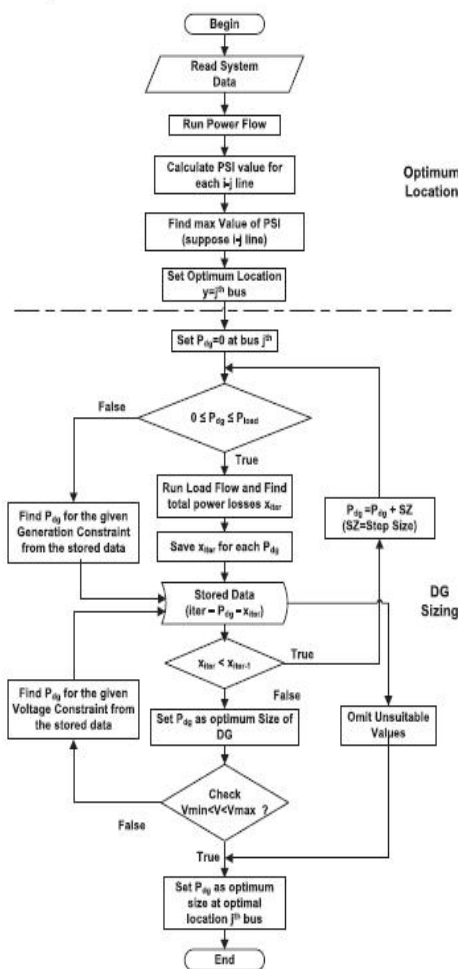 Begin
Read System
Data
Run Power Flow
Calculate PSI value for
each i-j line
Find max Value of PSI
(suppose i-j line)
Set Optimum Location
y=jth bus
Optimum
Location
Set Pdg=0 at bus jth
False
0 ≤ Pdg ≤ Pload
True
Run Load Flow and Find
total power losses xiter
Pdg =Pdg + SZ
(SZ=Step Size)
Find Pdg for the given
Generation Constraint
from the stored data
Save xiter for each Pdg
Stored Data
(iter – Pdg – xiter)
DG
Sizing
xiter < xiter-1
True
False
Find Pdg for the given
Voltage Constraint from
the stored data
Set Pdg as optimum Size of
DG
Omit Unsuitable
Values
Check
Vmin<V<Vmax ?
False
True
Set Pdg as optimum
size at optimal
location jth bus
End